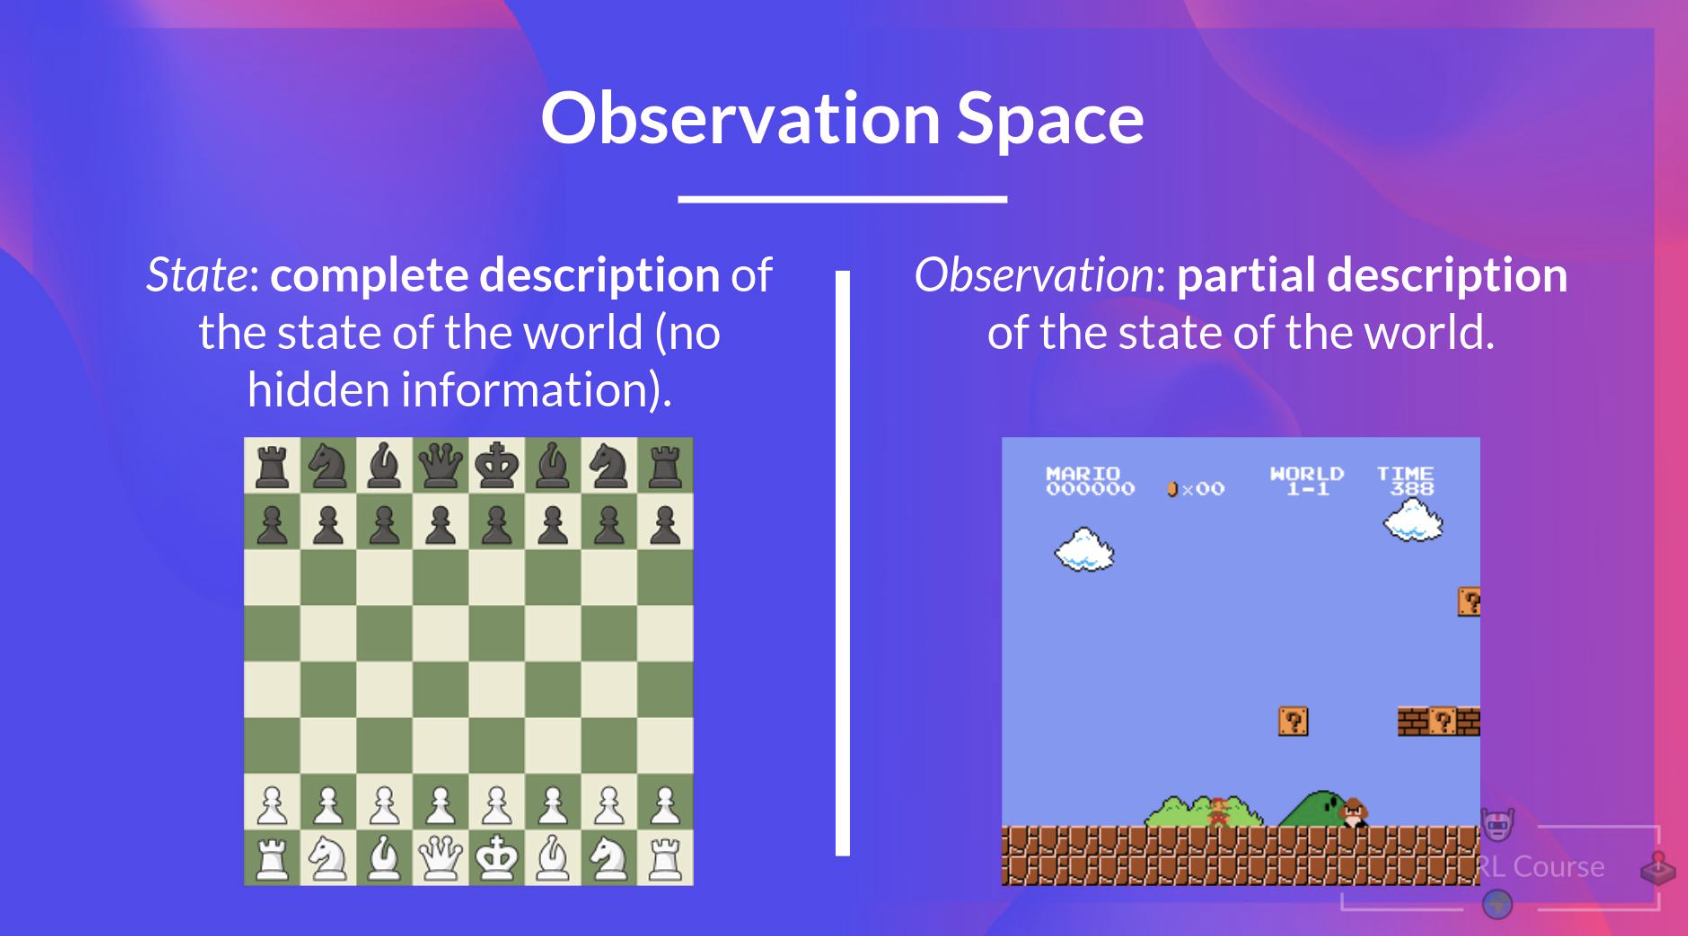 Observation Space
State: complete description of
the state of the world (no
hidden information).
Observation: partial description
of the state of the world.
MARIO WORLD TIME
000000 ×00 1-1 388
?
? ?
RL Course